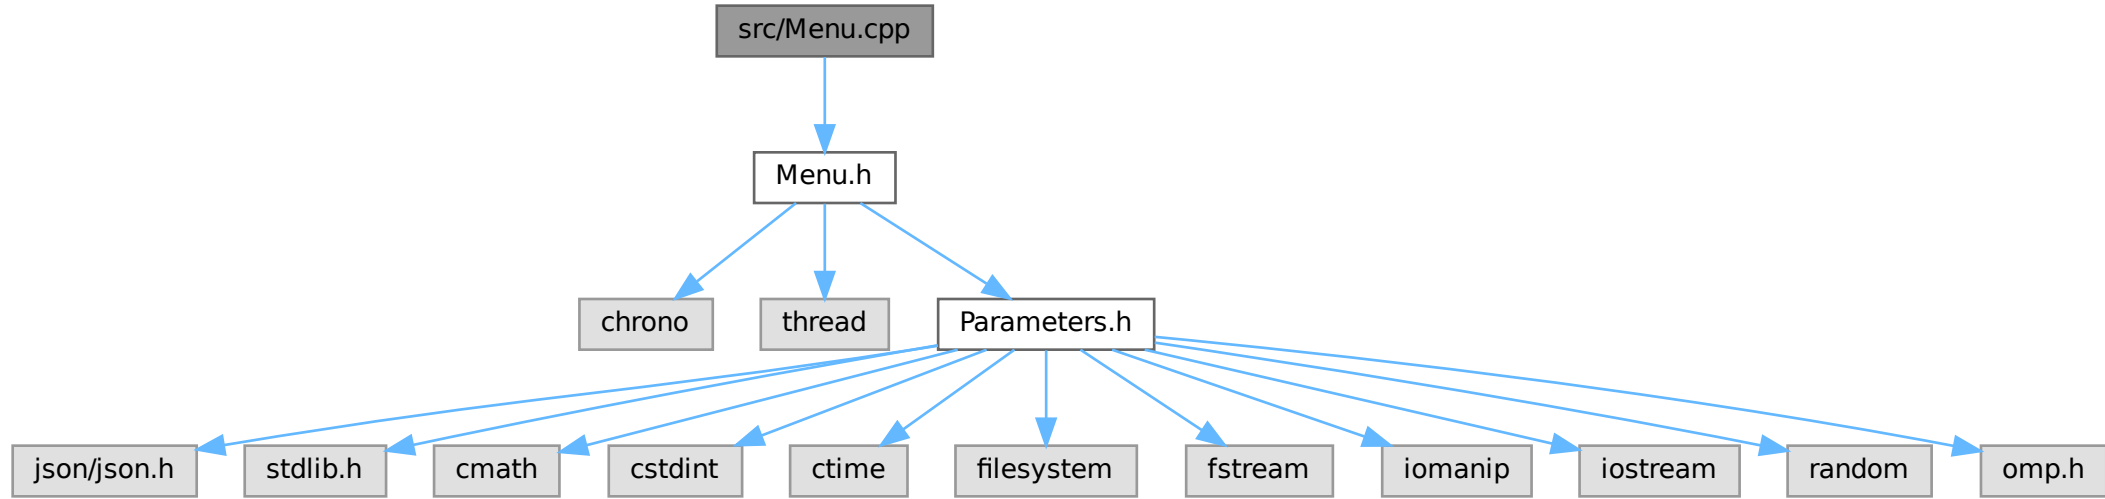 src/Menu.cpp
Menu.h
chrono
thread
Parameters.h
json/json.h
stdlib.h
cmath
cstdint
ctime
filesystem
fstream
iomanip
iostream
random
omp.h